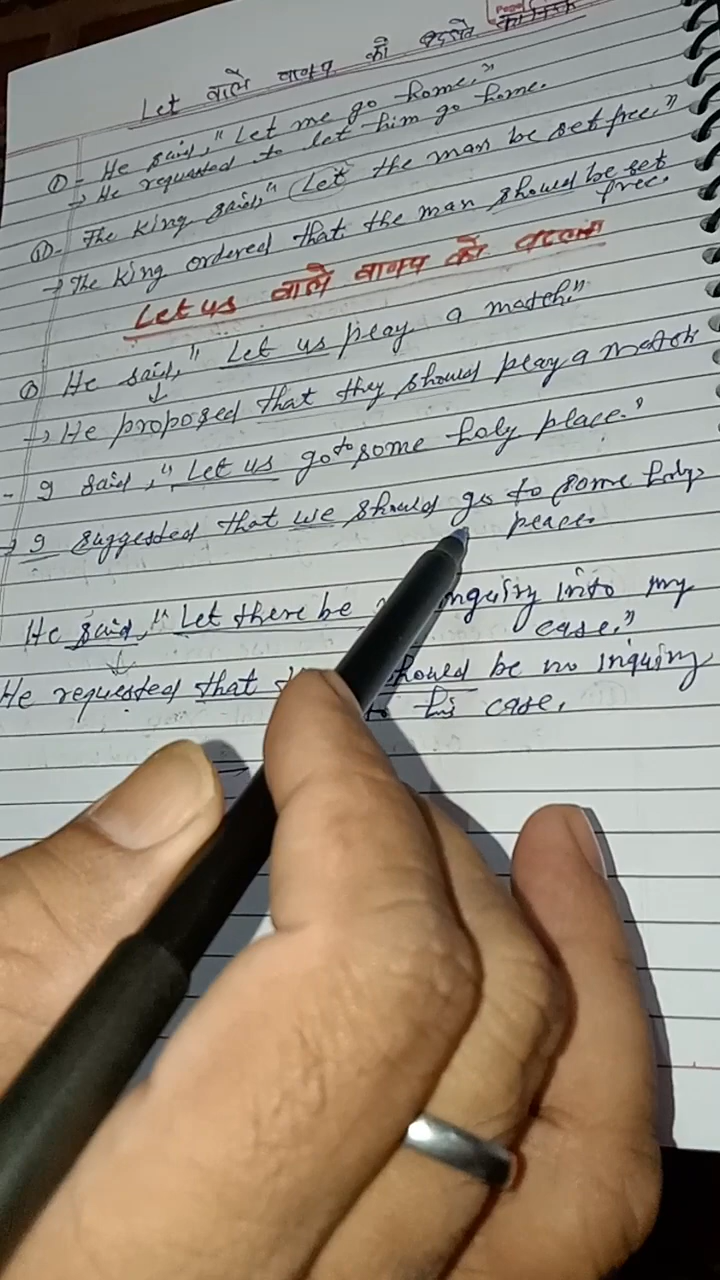 Let वाले वाक्य को बदलने
① - He said, "Let me go home."
→ He requested to let him go home.
② - The King said, "Let the man be set free."
→ The King ordered that the man should be set
free.
Let us वाले वाक्य को बदलना
① He said, "Let us play a match."
→ He proposed that they should play a match
- I said, "Let us go to some holy place."
→ I suggested that we should go to some holy
place.
He said, "Let there be inquiry into my
case."
He requested that should be no inquiry
his case.